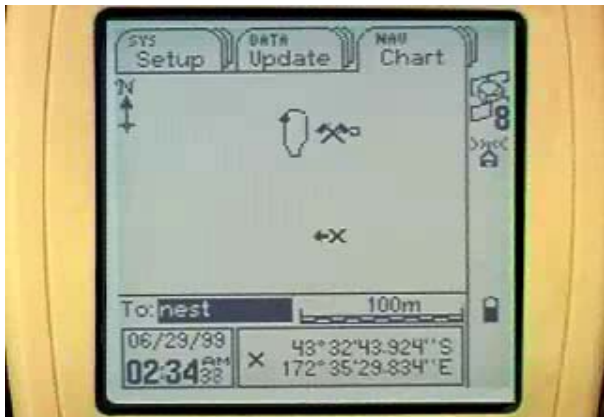 SYS DATA NAV
Setup Update Chart
N
8
To: nest 100m
06/29/99 43°32'43.924"S
02:34 AM 38 × 172°35'29.834"E